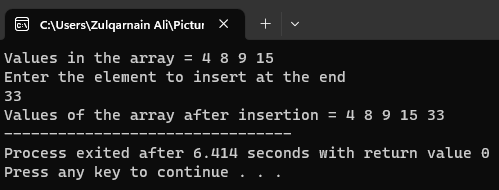 C:\Users\Zulqarnain Ali\Pictur
Values in the array = 4 8 9 15
Enter the element to insert at the end
33
Values of the array after insertion = 4 8 9 15 33
--------------------------------
Process exited after 6.414 seconds with return value 0
Press any key to continue . . .